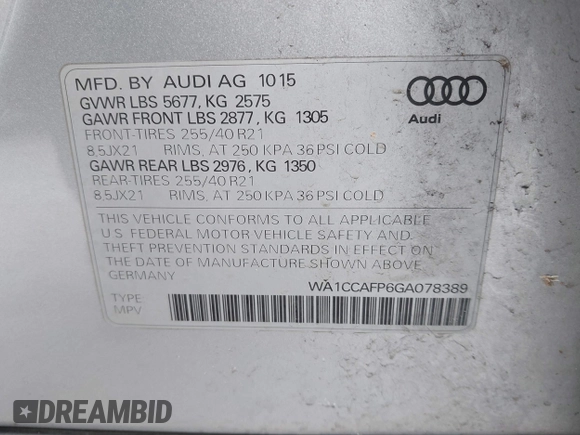 MFD. BY AUDI AG 10 15
GVWR LBS 5677, KG 2575
GAWR FRONT LBS 2877, KG 1305
FRONT-TIRES 255/40 R21
8.5JX21 RIMS, AT 250 KPA 36 PSI COLD
GAWR REAR LBS 2976, KG 1350
REAR-TIRES 255/40 R21
8.5JX21 RIMS, AT 250 KPA 36 PSI COLD
THIS VEHICLE CONFORMS TO ALL APPLICABLE
U.S. FEDERAL MOTOR VEHICLE SAFETY AND.
THEFT PREVENTION STANDARDS IN EFFECT ON
THE DATE OF MANUFACTURE SHOWN ABOVE
GERMANY
WA1CCAFP6GA078389
TYPE
MPV
Audi
DREAMBID